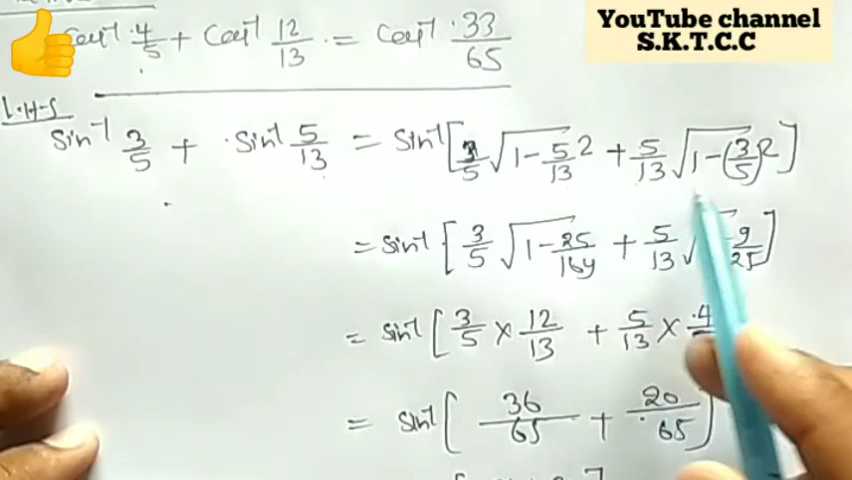 YouTube channel
S.K.T.C.C
Cos⁻¹ 4/5 + Cos⁻¹ 12/13 = Cos⁻¹ 33/65
L.H.S
Sin⁻¹ 3/5 + Sin⁻¹ 5/13 = Sin⁻¹[3/5 √1-5/13² + 5/13 √1-(3/5)²]
= Sin⁻¹[3/5 √1-25/169 + 5/13 √ -9/25]
= Sin⁻¹[3/5 × 12/13 + 5/13 × 4
= Sin⁻¹[36/65 + 20/65]